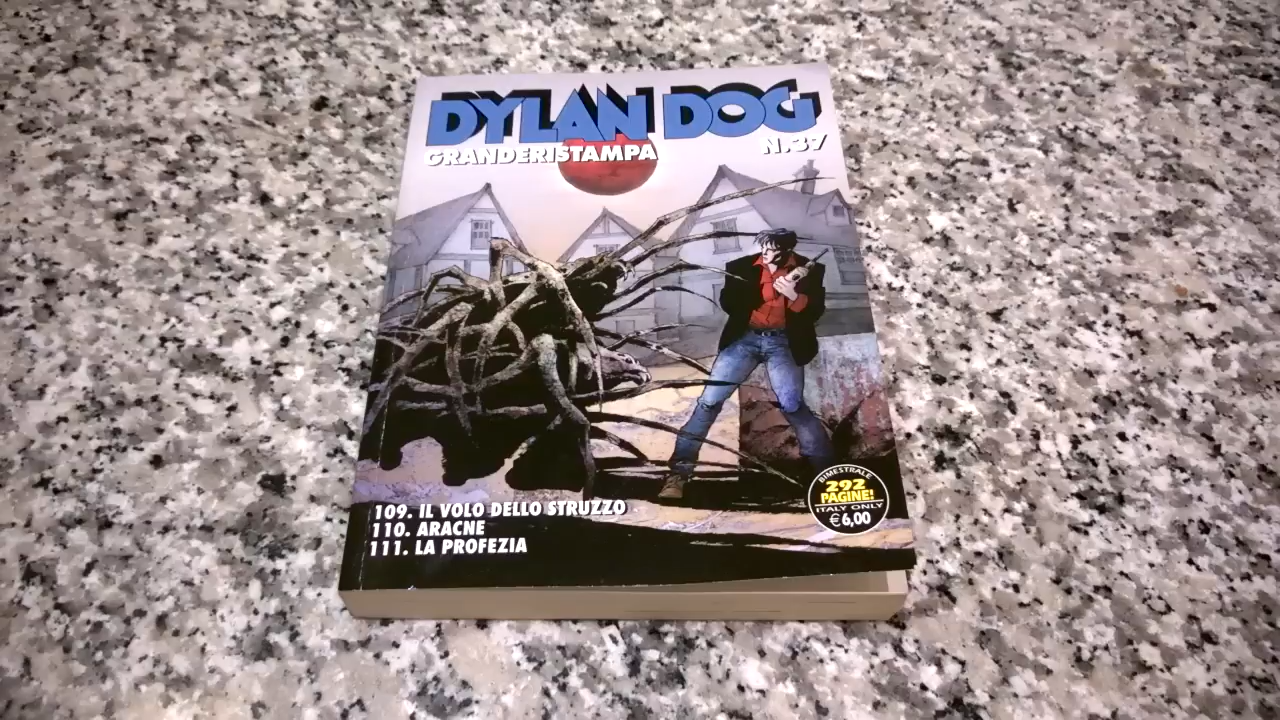 DYLAN DOG
GRANDERISTAMPA
N.37
109. IL VOLO DELLO STRUZZO
110. ARACNE
111. LA PROFEZIA
BIMESTRALE
292
PAGINE!
ITALY ONLY
€6,00